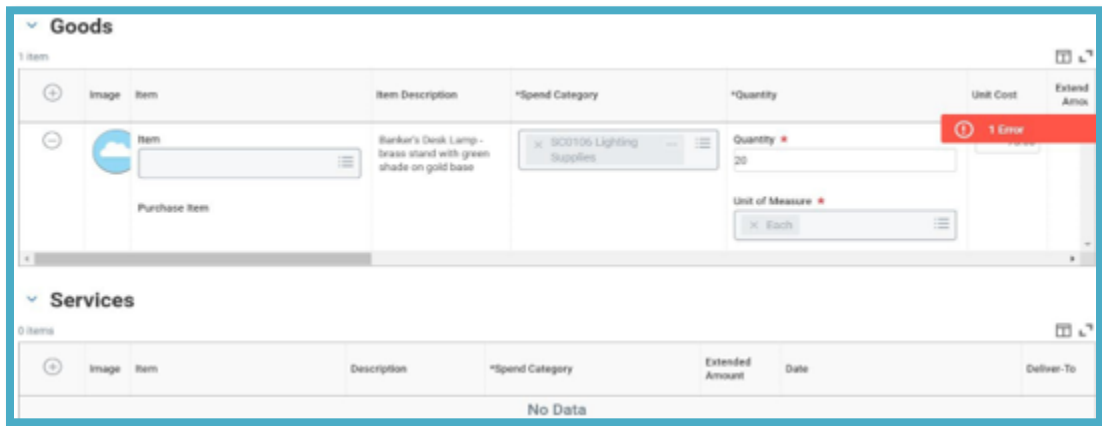 Goods
1 item
Image Item Item Description *Spend Category *Quantity Unit Cost Extend
Amou
1 Error
Item
Banker's Desk Lamp -
brass stand with green
shade on gold base
× SC0106 Lighting
Supplies
Quantity *
20
Purchase Item
Unit of Measure *
× Each
Services
0 items
Image Item Description *Spend Category Extended
Amount Date Deliver-To
No Data